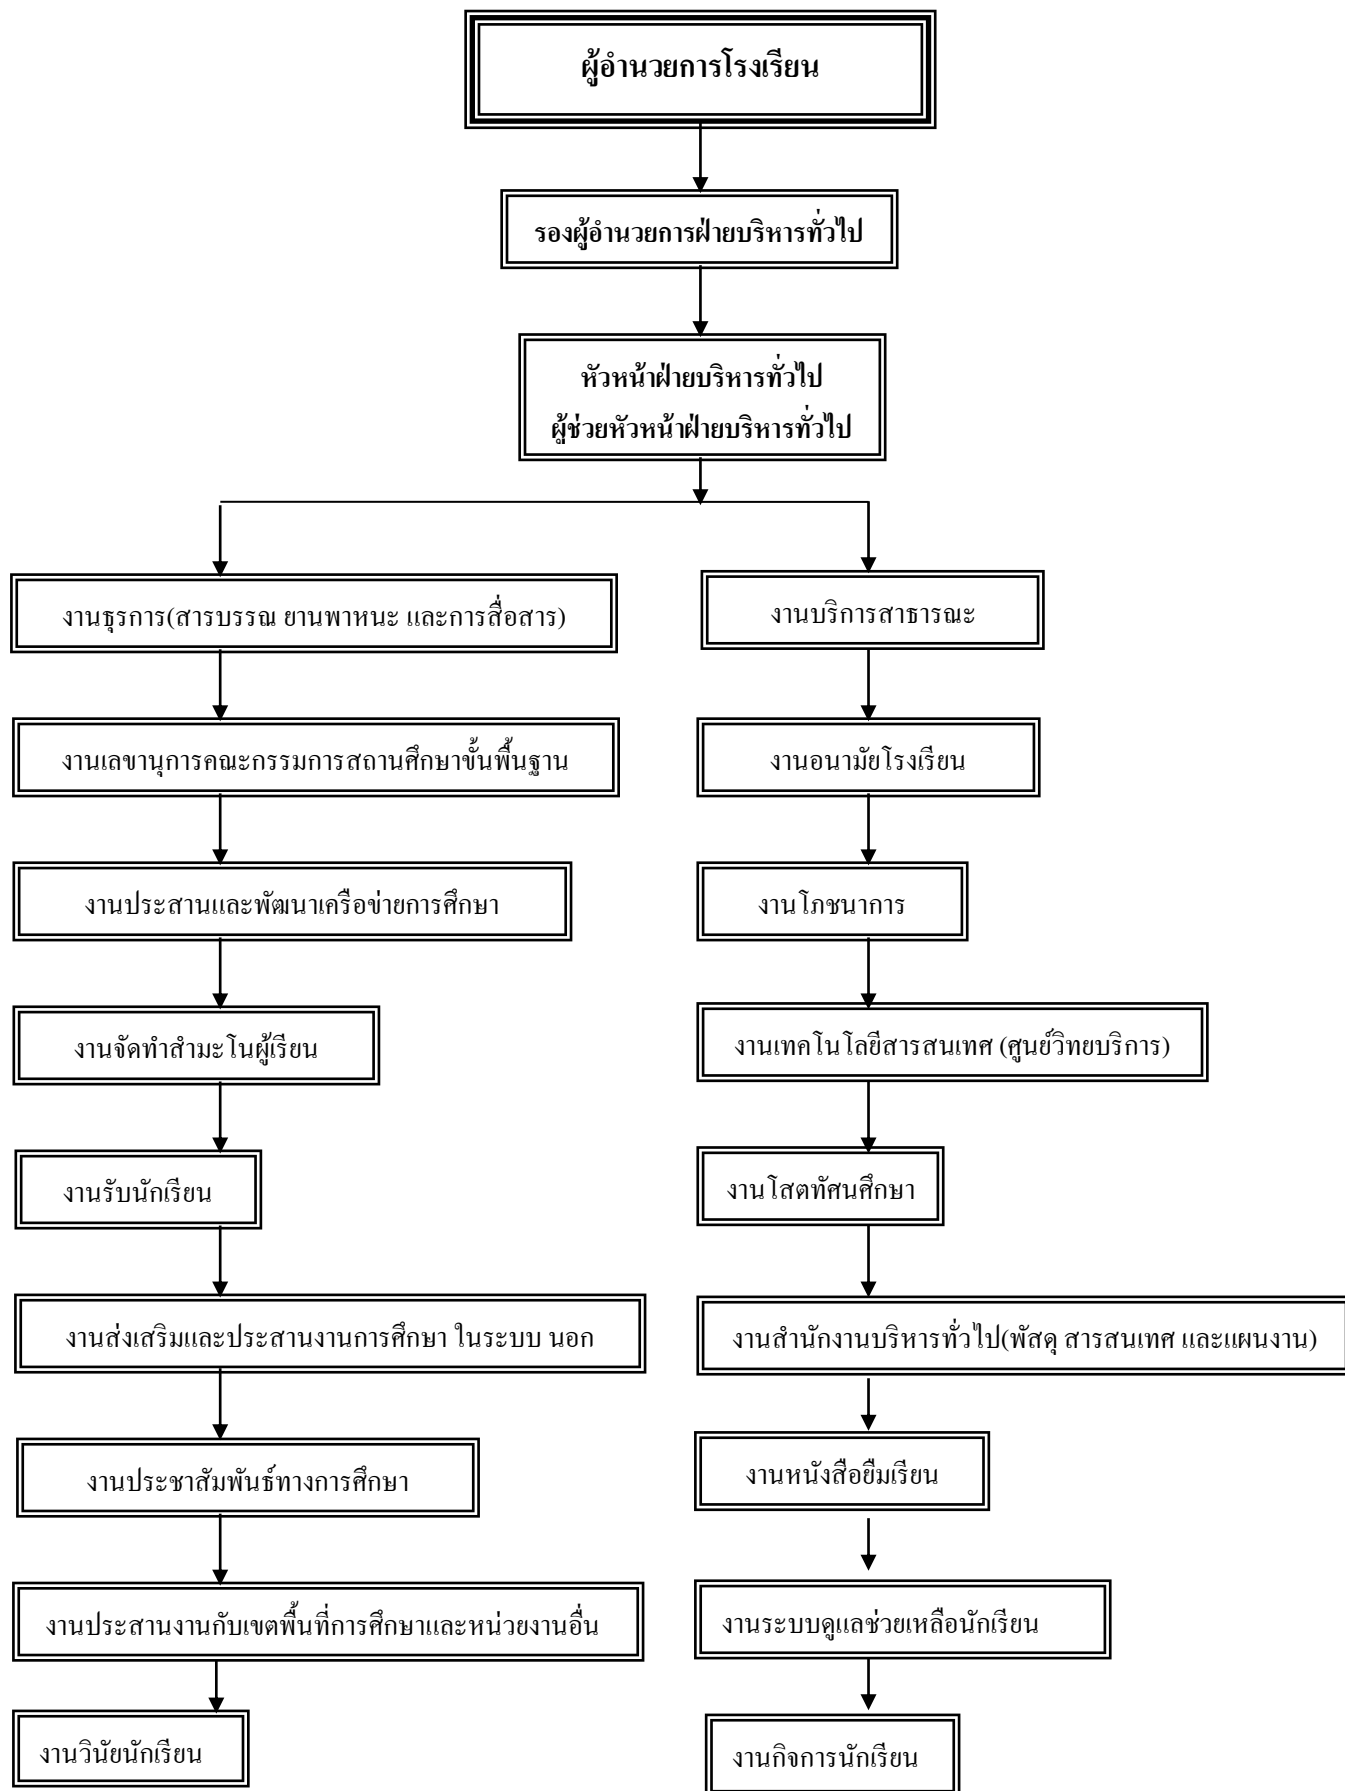 ผู้อำนวยการโรงเรียน
รองผู้อำนวยการฝ่ายบริหารทั่วไป
หัวหน้าฝ่ายบริหารทั่วไป
ผู้ช่วยหัวหน้าฝ่ายบริหารทั่วไป
งานธุรการ(สารบรรณ ยานพาหนะ และการสื่อสาร)
งานเลขานุการคณะกรรมการสถานศึกษาขั้นพื้นฐาน
งานประสานและพัฒนาเครือข่ายการศึกษา
งานจัดทำสำมะโนผู้เรียน
งานรับนักเรียน
งานส่งเสริมและประสานงานการศึกษา ในระบบ นอก
งานประชาสัมพันธ์ทางการศึกษา
งานประสานงานกับเขตพื้นที่การศึกษาและหน่วยงานอื่น
งานวินัยนักเรียน
งานบริการสาธารณะ
งานอนามัยโรงเรียน
งานโภชนาการ
งานเทคโนโลยีสารสนเทศ (ศูนย์วิทยบริการ)
งานโสตทัศนศึกษา
งานสำนักงานบริหารทั่วไป(พัสดุ สารสนเทศ และแผนงาน)
งานหนังสือยืมเรียน
งานระบบดูแลช่วยเหลือนักเรียน
งานกิจการนักเรียน